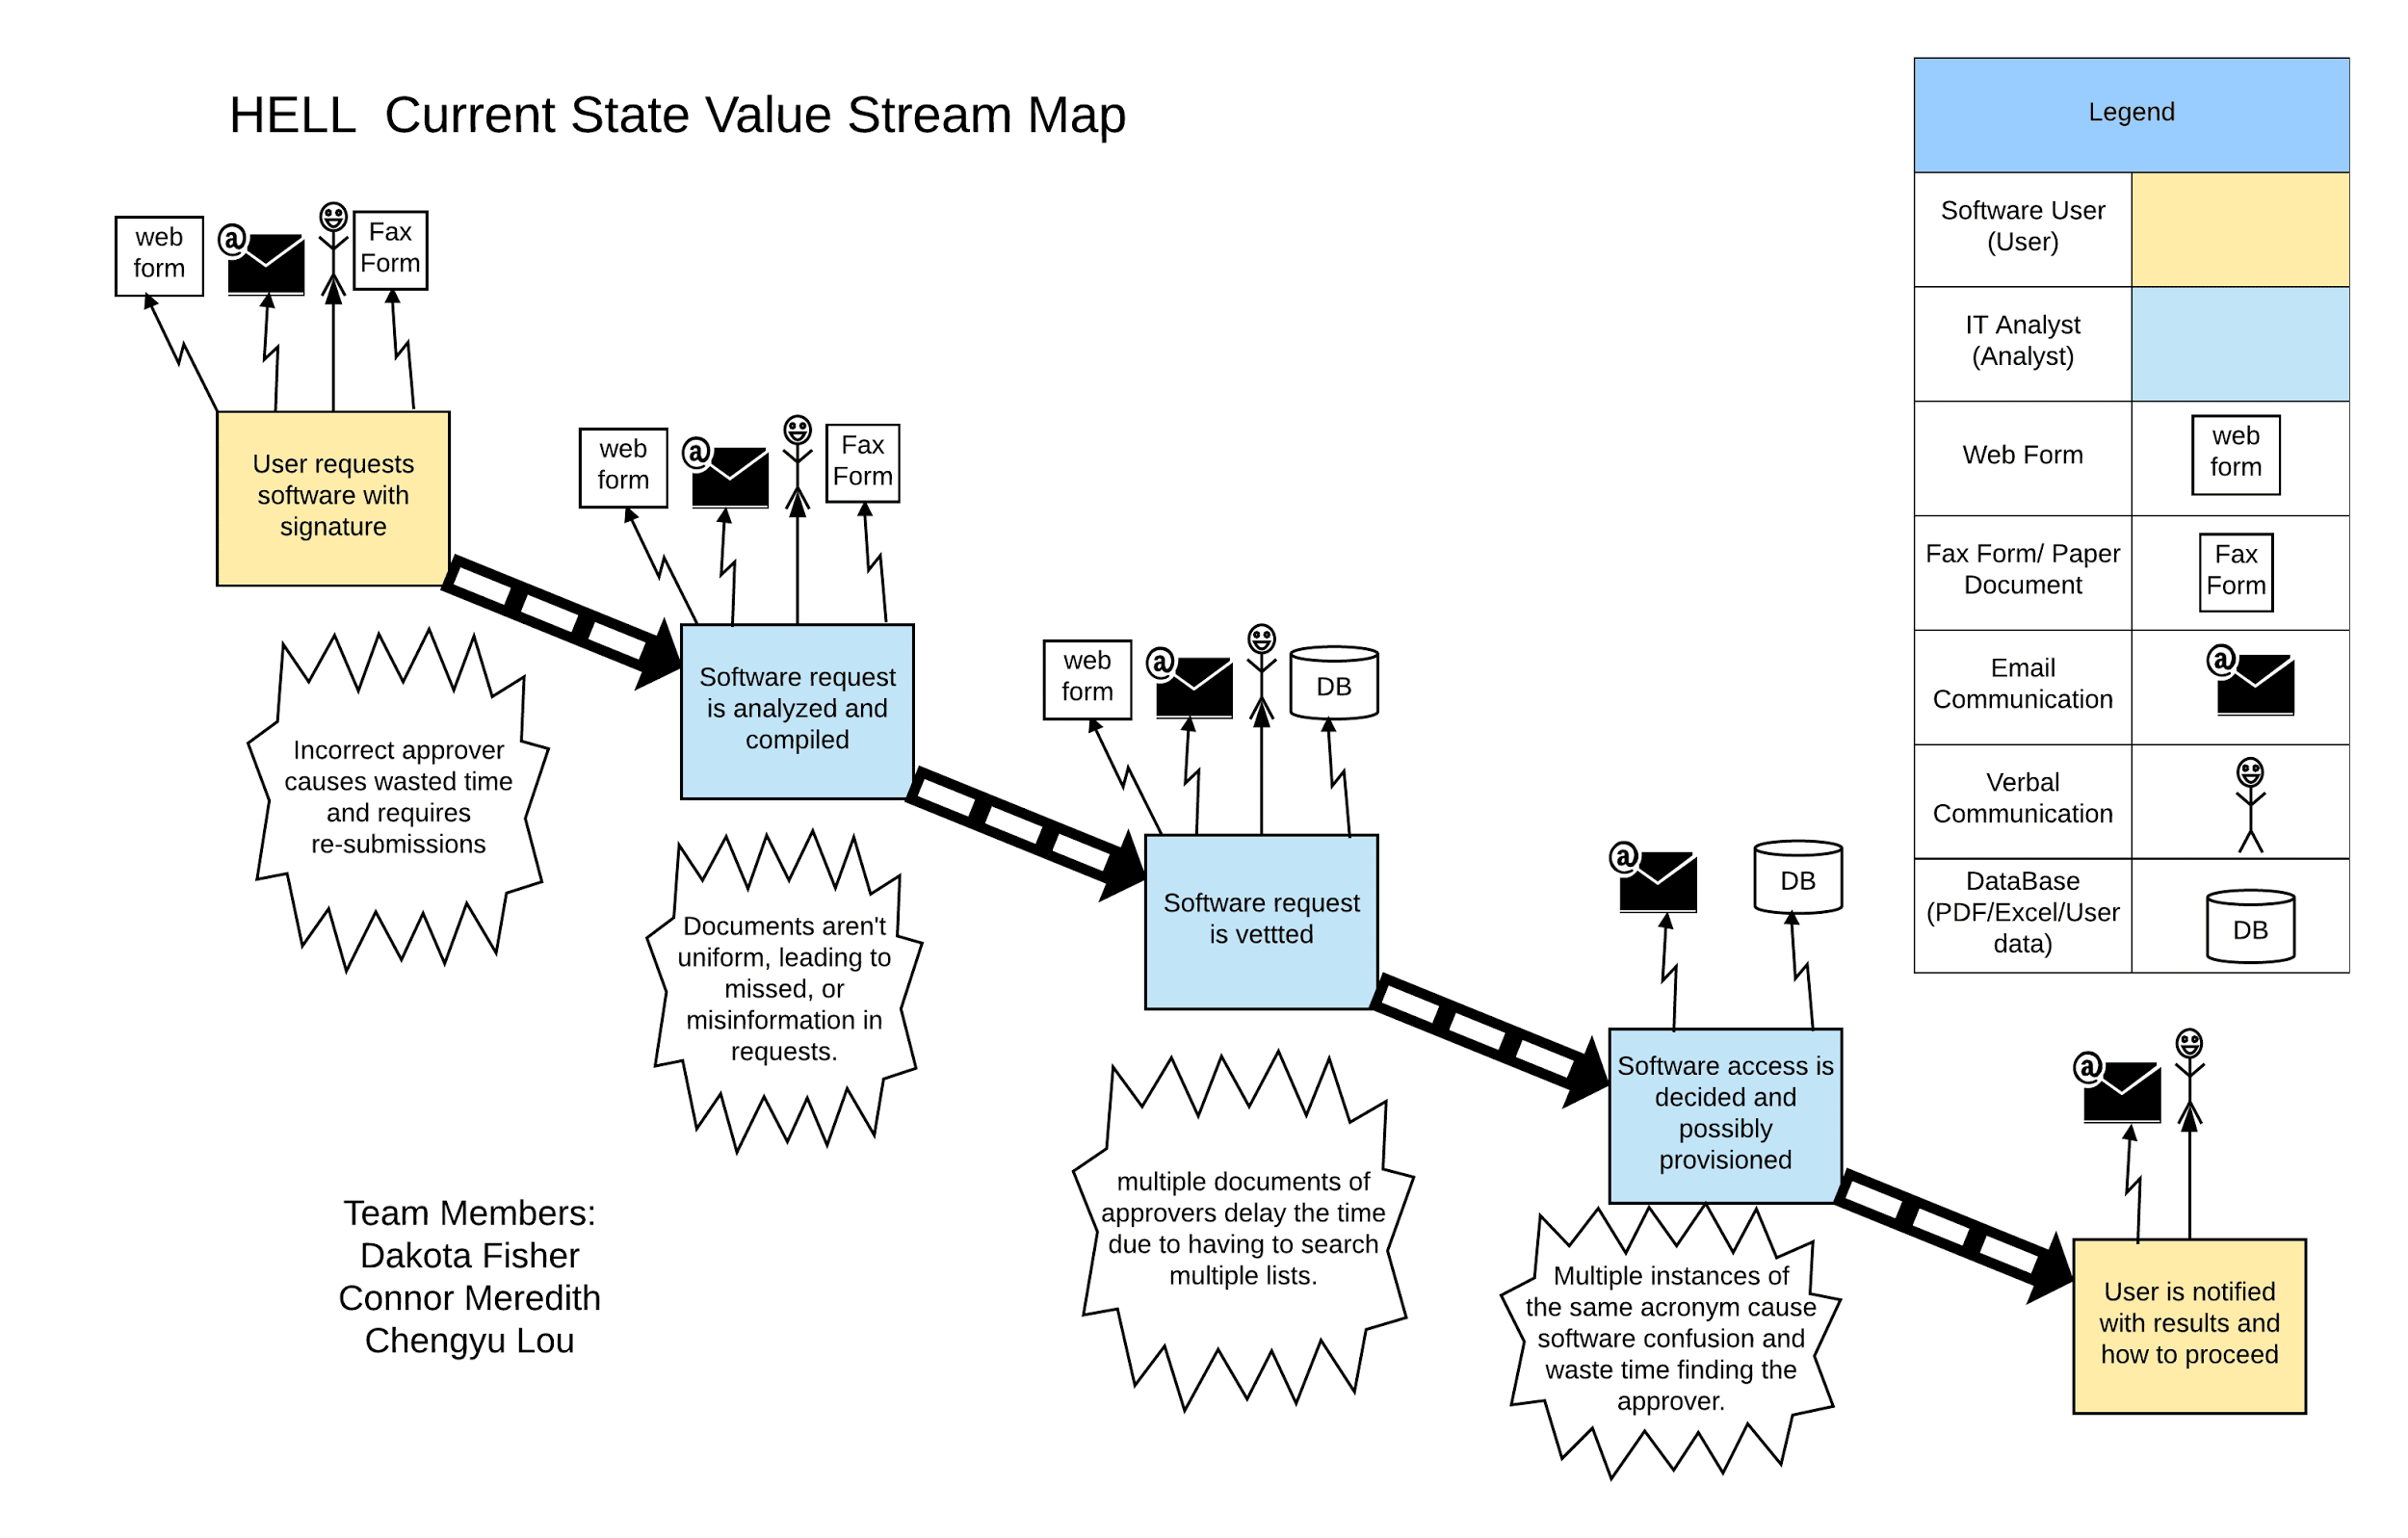 HELL  Current State Value Stream Map
web
form
@
Fax
Form
User requests
software with
signature
Incorrect approver
causes wasted time
and requires
re-submissions
web
form
@
Fax
Form
Software request
is analyzed and
compiled
Documents aren't
uniform, leading to
missed, or
misinformation in
requests.
web
form
@
DB
Software request
is vettted
multiple documents of
approvers delay the time
due to having to search
multiple lists.
@
DB
Software access is
decided and
possibly
provisioned
Multiple instances of
the same acronym cause
software confusion and
waste time finding the
approver.
@
User is notified
with results and
how to proceed
Team Members:
Dakota Fisher
Connor Meredith
Chengyu Lou
Legend
Software User
(User)
IT Analyst
(Analyst)
Web Form
web
form
Fax Form/ Paper
Document
Fax
Form
Email
Communication
@
Verbal
Communication
DataBase
(PDF/Excel/User
data)
DB